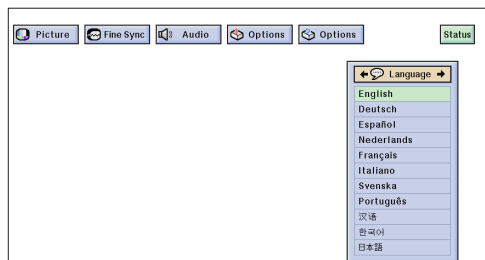 Picture Fine Sync Audio Options Options Status
Language
English
Deutsch
Español
Nederlands
Français
Italiano
Svenska
Português
汉语
한국어
日本語